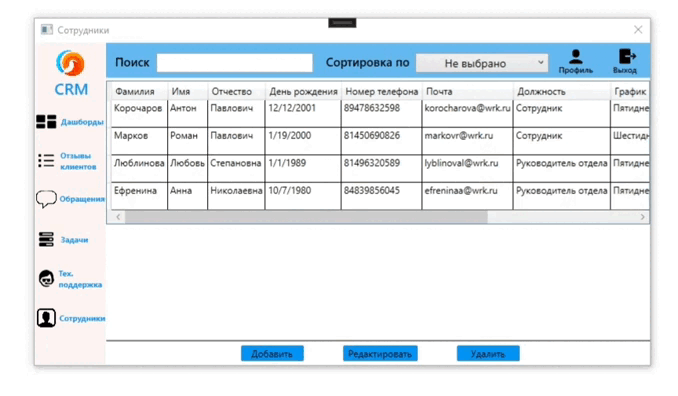 Сотрудники
CRM
Дашборды
Отзывы
клиентов
Обращения
Задачи
Тех.
поддержка
Сотрудники
Поиск Сортировка по Не выбрано Профиль Выход
Фамилия Имя Отчество День рождения Номер телефона Почта Должность График
Корочаров Антон Павлович 12/12/2001 89478632598 korocharova@wrk.ru Сотрудник Пятидне
Марков Роман Павлович 1/19/2000 81450690826 markovr@wrk.ru Сотрудник Шестидн
Люблинова Любовь Степановна 1/1/1989 81496320589 lyblinoval@wrk.ru Руководитель отдела Пятидне
Ефренина Анна Николаевна 10/7/1980 84839856045 efreninaa@wrk.ru Руководитель отдела Пятидне
Добавить Редактировать Удалить